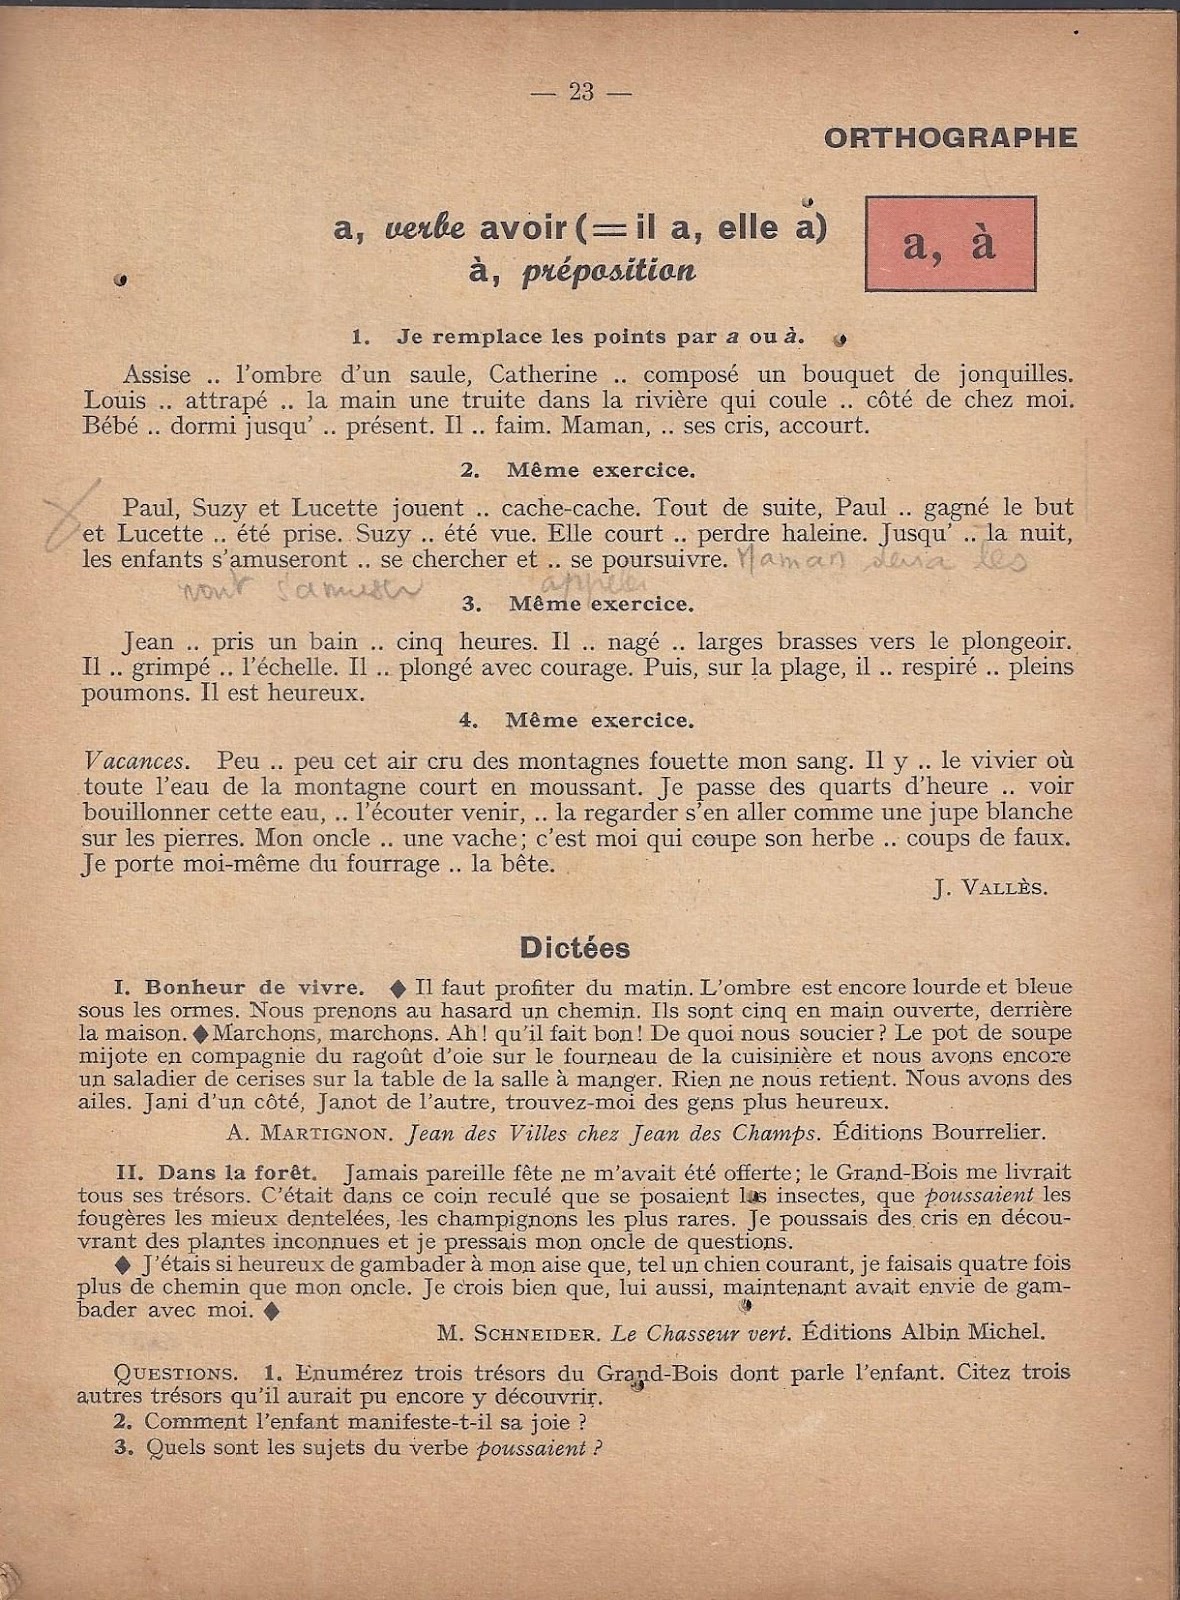 — 23 —
ORTHOGRAPHE
a, verbe avoir (= il a, elle a)
à, préposition
a, à
1. Je remplace les points par a ou à.
Assise .. l'ombre d'un saule, Catherine .. composé un bouquet de jonquilles.
Louis .. attrapé .. la main une truite dans la rivière qui coule .. côté de chez moi.
Bébé .. dormi jusqu' .. présent. Il .. faim. Maman, .. ses cris, accourt.
2. Même exercice.
Paul, Suzy et Lucette jouent .. cache-cache. Tout de suite, Paul .. gagné le but
et Lucette .. été prise. Suzy .. été vue. Elle court .. perdre haleine. Jusqu' .. la nuit,
les enfants s'amuseront .. se chercher et .. se poursuivre. Maman devra les
vont s'amuser appeler
3. Même exercice.
Jean .. pris un bain .. cinq heures. Il .. nagé .. larges brasses vers le plongeoir.
Il .. grimpé .. l'échelle. Il .. plongé avec courage. Puis, sur la plage, il .. respiré .. pleins
poumons. Il est heureux.
4. Même exercice.
Vacances. Peu .. peu cet air cru des montagnes fouette mon sang. Il y .. le vivier où
toute l'eau de la montagne court en moussant. Je passe des quarts d'heure .. voir
bouillonner cette eau, .. l'écouter venir, .. la regarder s'en aller comme une jupe blanche
sur les pierres. Mon oncle .. une vache; c'est moi qui coupe son herbe .. coups de faux.
Je porte moi-même du fourrage .. la bête.
J. VALLÈS.
Dictées
I. Bonheur de vivre. ♦ Il faut profiter du matin. L'ombre est encore lourde et bleue
sous les ormes. Nous prenons au hasard un chemin. Ils sont cinq en main ouverte, derrière
la maison. ♦ Marchons, marchons. Ah! qu'il fait bon! De quoi nous soucier? Le pot de soupe
mijote en compagnie du ragoût d'oie sur le fourneau de la cuisinière et nous avons encore
un saladier de cerises sur la table de la salle à manger. Rien ne nous retient. Nous avons des
ailes. Jani d'un côté, Janot de l'autre, trouvez-moi des gens plus heureux.
A. MARTIGNON. Jean des Villes chez Jean des Champs. Éditions Bourrelier.
II. Dans la forêt. Jamais pareille fête ne m'avait été offerte; le Grand-Bois me livrait
tous ses trésors. C'était dans ce coin reculé que se posaient les insectes, que poussaient les
fougères les mieux dentelées, les champignons les plus rares. Je poussais des cris en décou-
vrant des plantes inconnues et je pressais mon oncle de questions.
♦ J'étais si heureux de gambader à mon aise que, tel un chien courant, je faisais quatre fois
plus de chemin que mon oncle. Je crois bien que, lui aussi, maintenant avait envie de gam-
bader avec moi. ♦
M. SCHNEIDER. Le Chasseur vert. Éditions Albin Michel.
QUESTIONS. 1. Enumérez trois trésors du Grand-Bois dont parle l'enfant. Citez trois
autres trésors qu'il aurait pu encore y découvrir.
2. Comment l'enfant manifeste-t-il sa joie ?
3. Quels sont les sujets du verbe poussaient ?